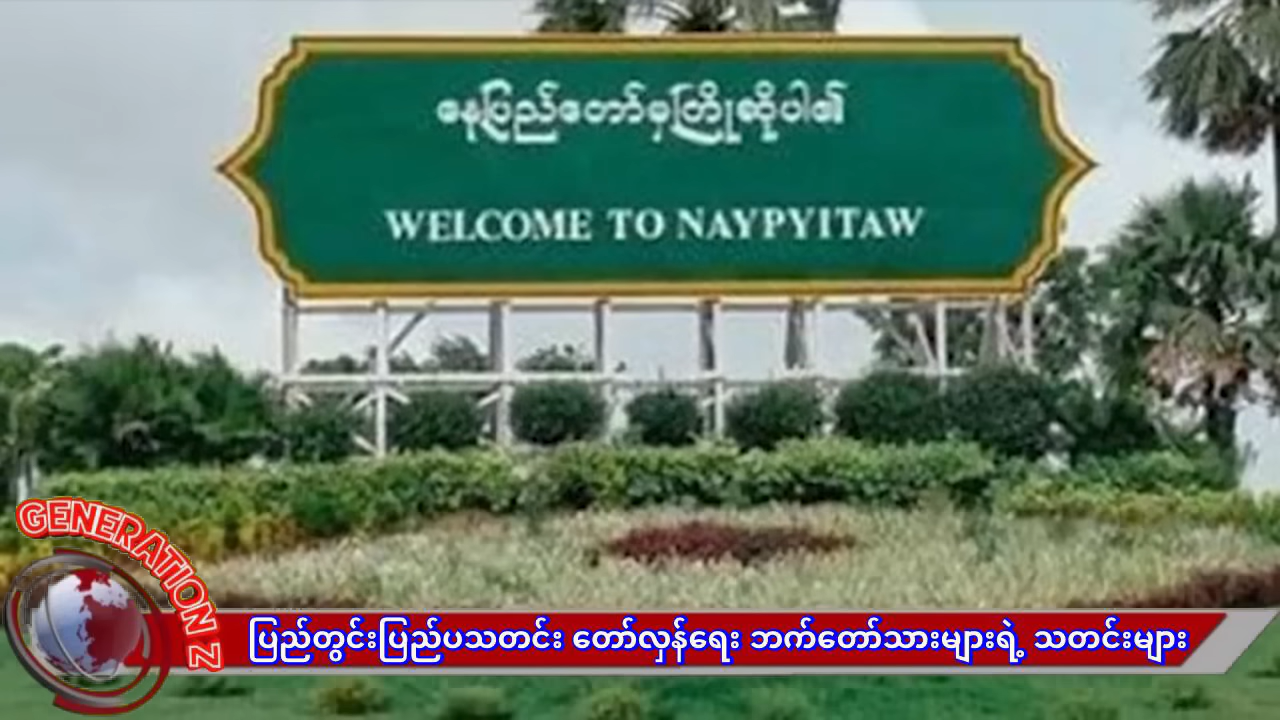 နေပြည်တော်မှကြိုဆိုပါ၏
WELCOME TO NAYPYITAW
GENERATION Z
ပြည်တွင်းပြည်ပသတင်း တော်လှန်ရေး ဘက်တော်သားများရဲ့ သတင်းများ